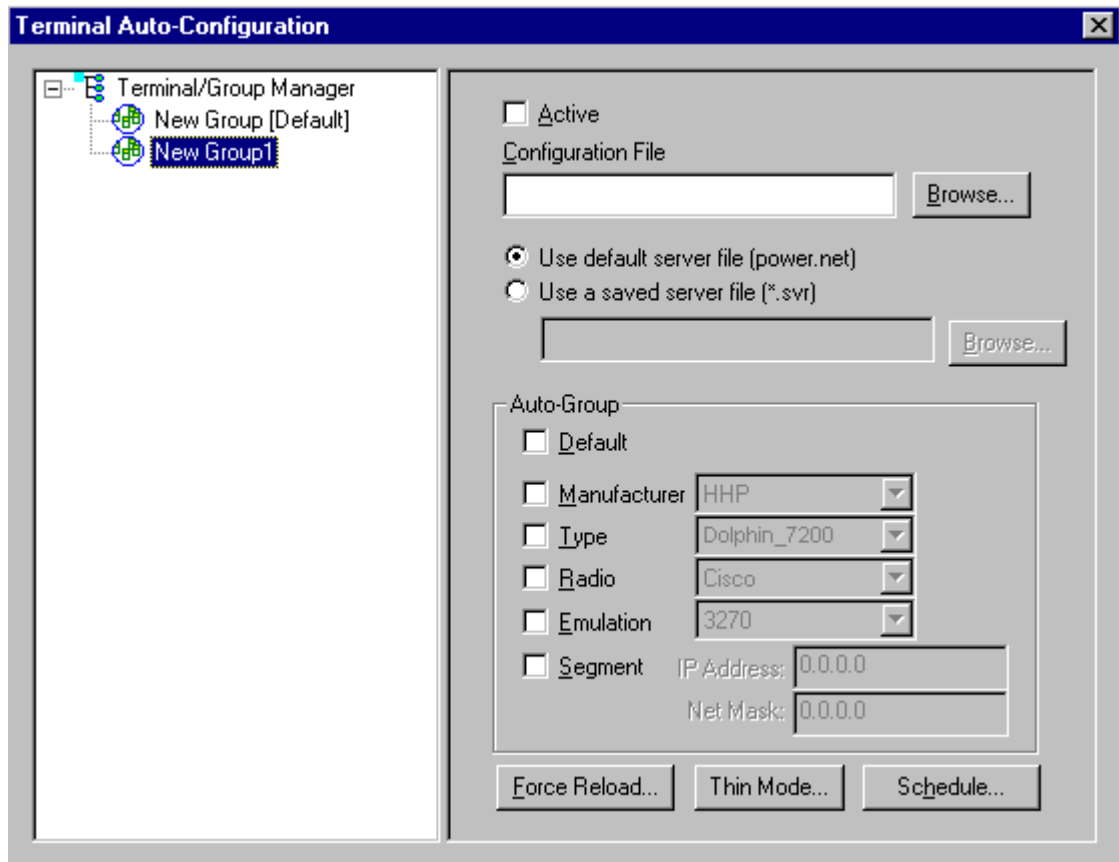 Terminal Auto-Configuration
Terminal/Group Manager
New Group [Default]
New Group1
Active
Configuration File
Browse...
Use default server file (power.net)
Use a saved server file (*.svr)
Browse...
Auto-Group
Default
Manufacturer HHP
Type Dolphin_7200
Radio Cisco
Emulation 3270
Segment IP Address: 0.0.0.0
Net Mask: 0.0.0.0
Force Reload... Thin Mode... Schedule...